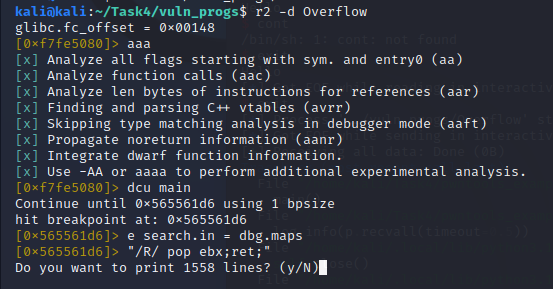 kali@kali:~/Task4/vuln_progs$ r2 -d Overflow
glibc.fc_offset = 0×00148
[0×f7fe5080]> aaa
[x] Analyze all flags starting with sym. and entry0 (aa)
[x] Analyze function calls (aac)
[x] Analyze len bytes of instructions for references (aar)
[x] Finding and parsing C++ vtables (avrr)
[x] Skipping type matching analysis in debugger mode (aaft)
[x] Propagate noreturn information (aanr)
[x] Integrate dwarf function information.
[x] Use -AA or aaaa to perform additional experimental analysis.
[0×f7fe5080]> dcu main
Continue until 0×565561d6 using 1 bpsize
hit breakpoint at: 0×565561d6
[0×565561d6]> e search.in = dbg.maps
[0×565561d6]> "/R/ pop ebx;ret;"
Do you want to print 1558 lines? (y/N)